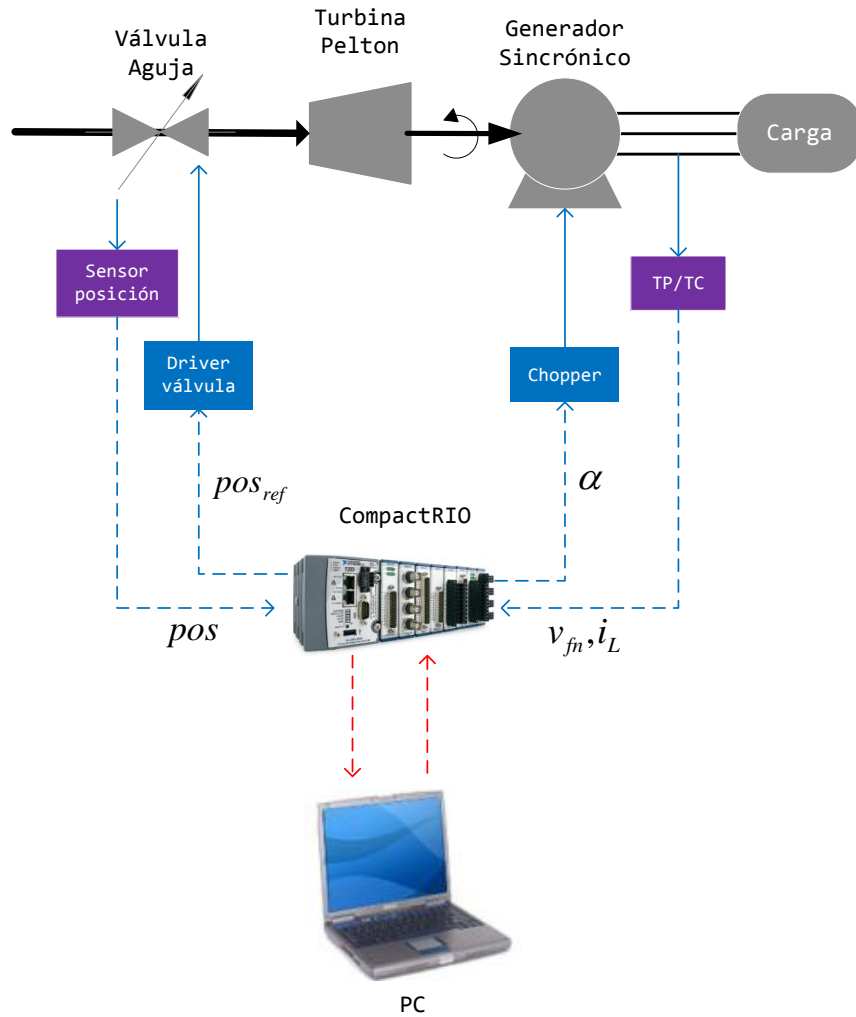 Válvula
Aguja
Turbina
Pelton
Generador
Sincrónico
Carga
Sensor
posición
TP/TC
Driver
válvula
Chopper
pos_ref
α
CompactRIO
pos
v_fn, i_L
PC